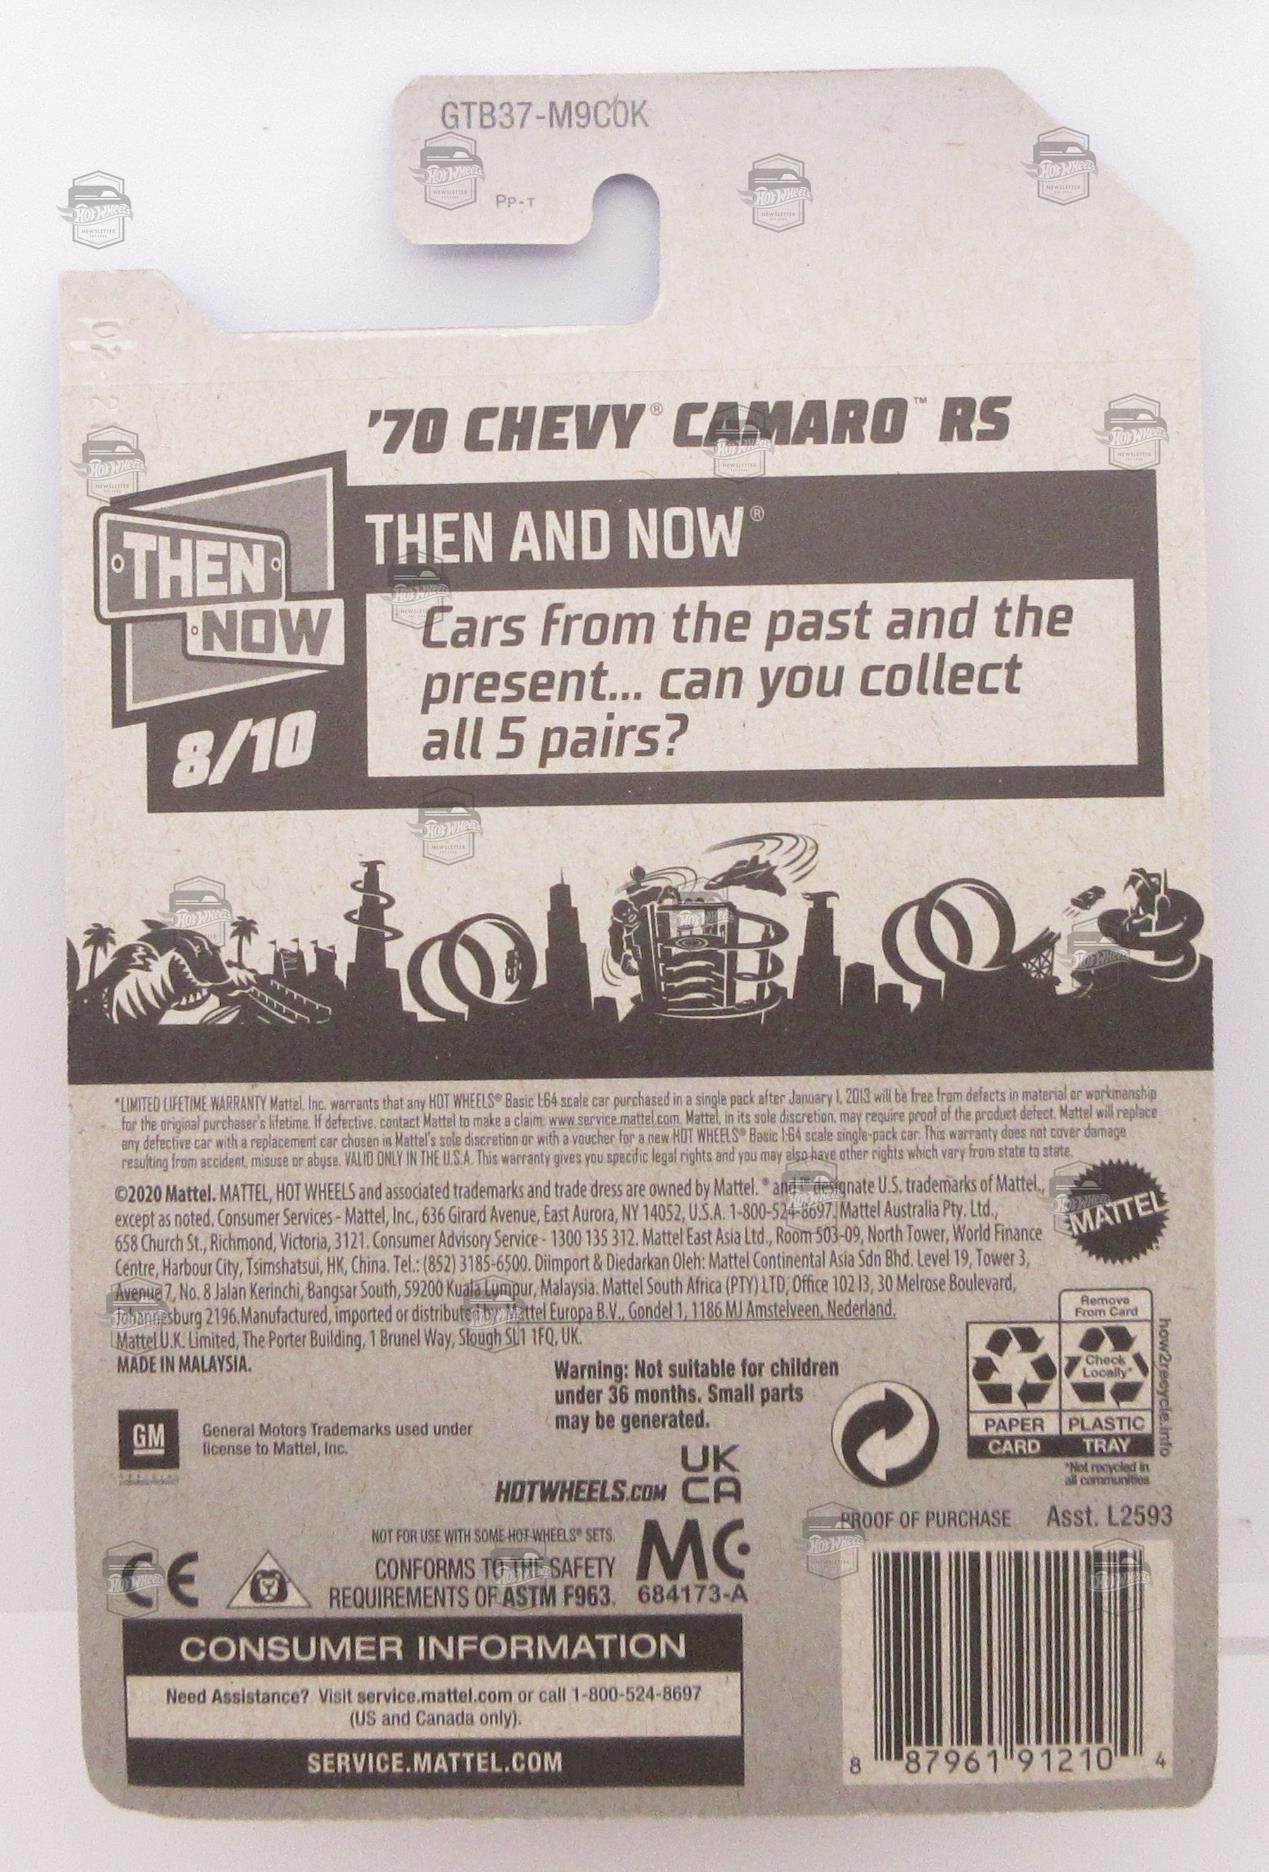 GTB37-M9C0K
PP-T
'70 CHEVY® CAMARO™ RS
THEN AND NOW®
THEN
NOW
8/10
Cars from the past and the
present... can you collect
all 5 pairs?
*LIMITED LIFETIME WARRANTY Mattel, Inc. warrants that any HOT WHEELS® Basic 1:64 scale car purchased in a single pack after January 1, 2013 will be free from defects in material or workmanship
for the original purchaser's lifetime. If defective, contact Mattel to make a claim: www.service.mattel.com. Mattel, in its sole discretion, may require proof of the product defect. Mattel will replace
any defective car with a replacement car chosen in Mattel's sole discretion or with a voucher for a new HOT WHEELS® Basic 1:64 scale single-pack car. This warranty does not cover damage
resulting from accident, misuse or abuse. VALID ONLY IN THE U.S.A. This warranty gives you specific legal rights and you may also have other rights which vary from state to state.
©2020 Mattel. MATTEL, HOT WHEELS and associated trademarks and trade dress are owned by Mattel. ® and ™ designate U.S. trademarks of Mattel.,
except as noted. Consumer Services - Mattel, Inc., 636 Girard Avenue, East Aurora, NY 14052, U.S.A. 1-800-524-8697. Mattel Australia Pty. Ltd.,
658 Church St., Richmond, Victoria, 3121. Consumer Advisory Service - 1300 135 312. Mattel East Asia Ltd., Room 503-09, North Tower, World Finance
Centre, Harbour City, Tsimshatsui, HK, China. Tel.: (852) 3185-6500. Diimport & Diedarkan Oleh: Mattel Continental Asia Sdn Bhd. Level 19, Tower 3,
Avenue 7, No. 8 Jalan Kerinchi, Bangsar South, 59200 Kuala Lumpur, Malaysia. Mattel South Africa (PTY) LTD, Office 102 I3, 30 Melrose Boulevard,
Johannesburg 2196. Manufactured, imported or distributed by: Mattel Europa B.V., Gondel 1, 1186 MJ Amstelveen, Nederland.
Mattel U.K. Limited, The Porter Building, 1 Brunel Way, Slough SL1 1FQ, UK.
MADE IN MALAYSIA.
MATTEL
Warning: Not suitable for children
under 36 months. Small parts
may be generated.
GM
General Motors Trademarks used under
license to Mattel, Inc.
Remove
From Card
Check
Locally*
PAPER
PLASTIC
CARD
TRAY
how2recycle.info
*Not recycled in
all communities
HOTWHEELS.COM
UK
CA
PROOF OF PURCHASE
Asst. L2593
NOT FOR USE WITH SOME HOT WHEELS® SETS.
CE
CONFORMS TO THE SAFETY
REQUIREMENTS OF ASTM F963.
MC
684173-A
CONSUMER INFORMATION
Need Assistance? Visit service.mattel.com or call 1-800-524-8697
(US and Canada only).
SERVICE.MATTEL.COM
8 87961 91210 4
Hot Wheels
NEWSLETTER